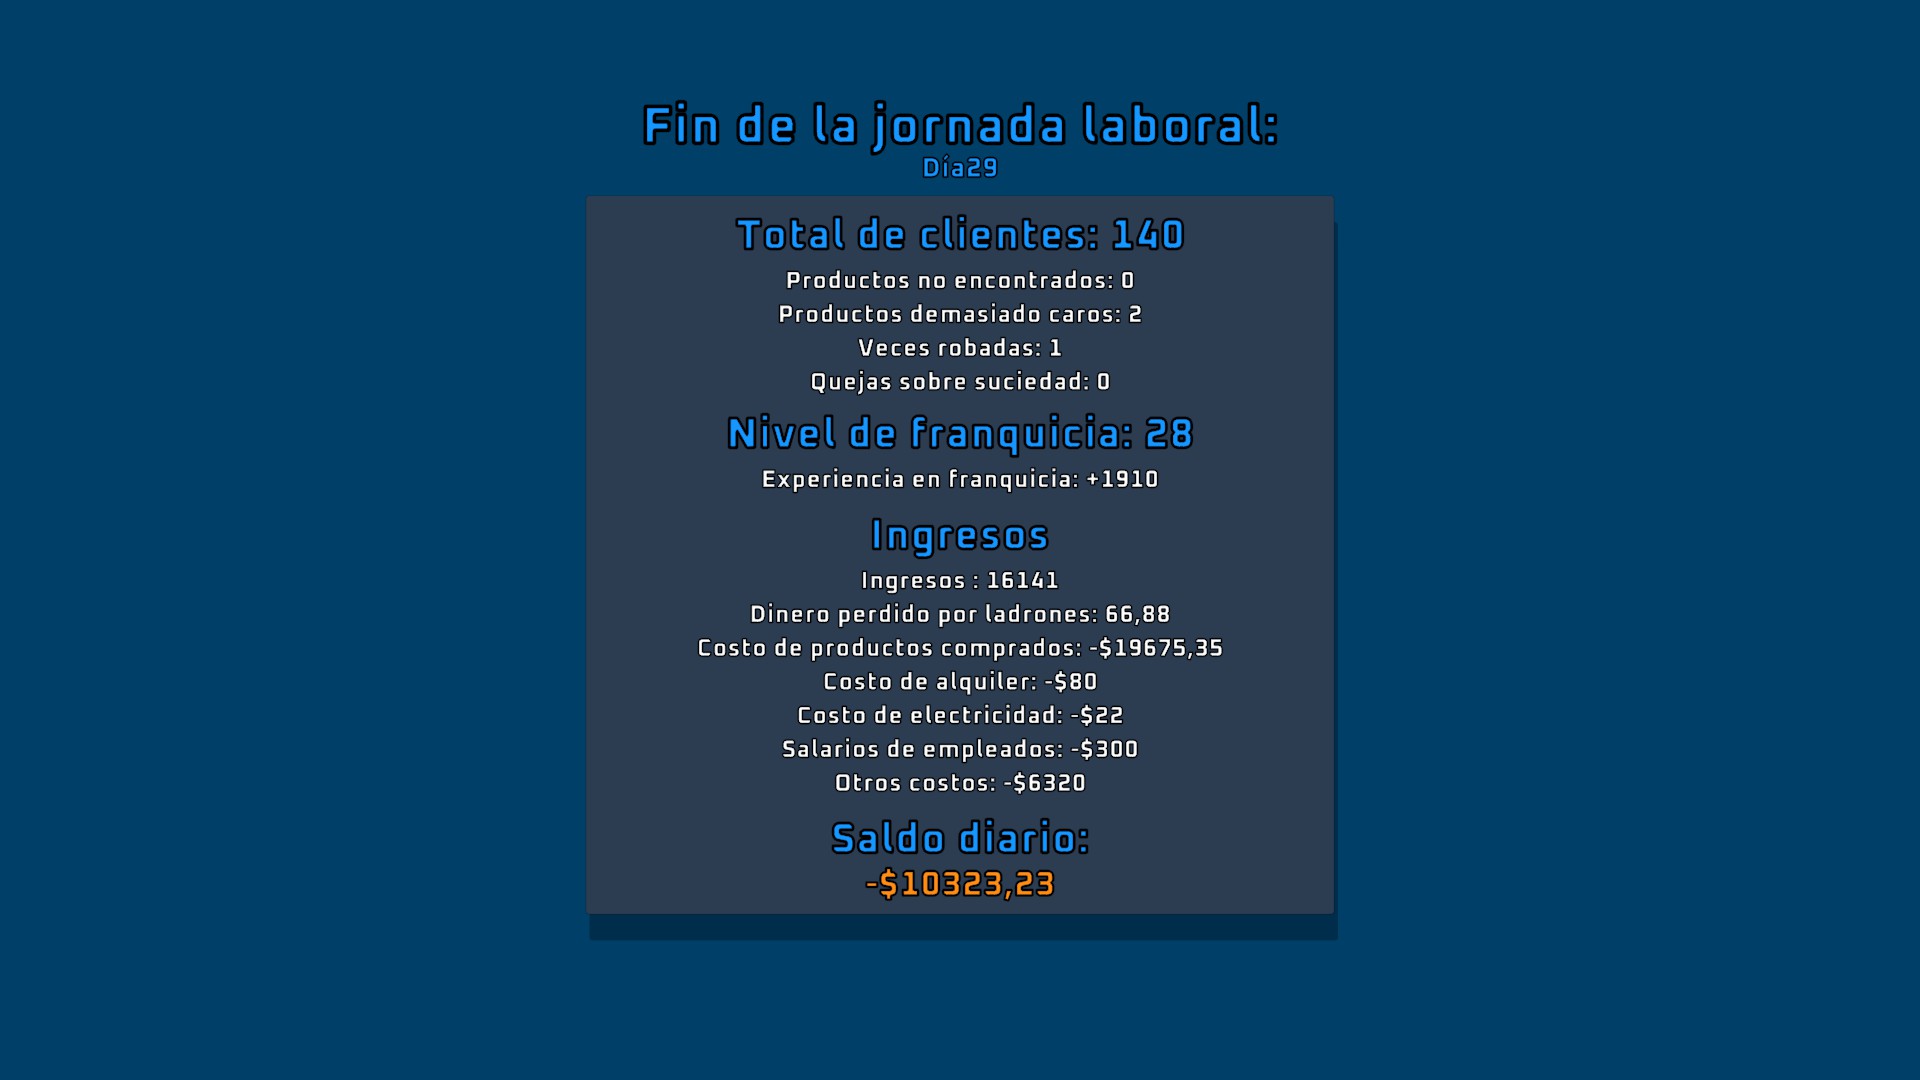 Fin de la jornada laboral:
Día29
Total de clientes: 140
Productos no encontrados: 0
Productos demasiado caros: 2
Veces robadas: 1
Quejas sobre suciedad: 0
Nivel de franquicia: 28
Experiencia en franquicia: +1910
Ingresos
Ingresos : 16141
Dinero perdido por ladrones: 66,88
Costo de productos comprados: -$19675,35
Costo de alquiler: -$80
Costo de electricidad: -$22
Salarios de empleados: -$300
Otros costos: -$6320
Saldo diario:
-$10323,23